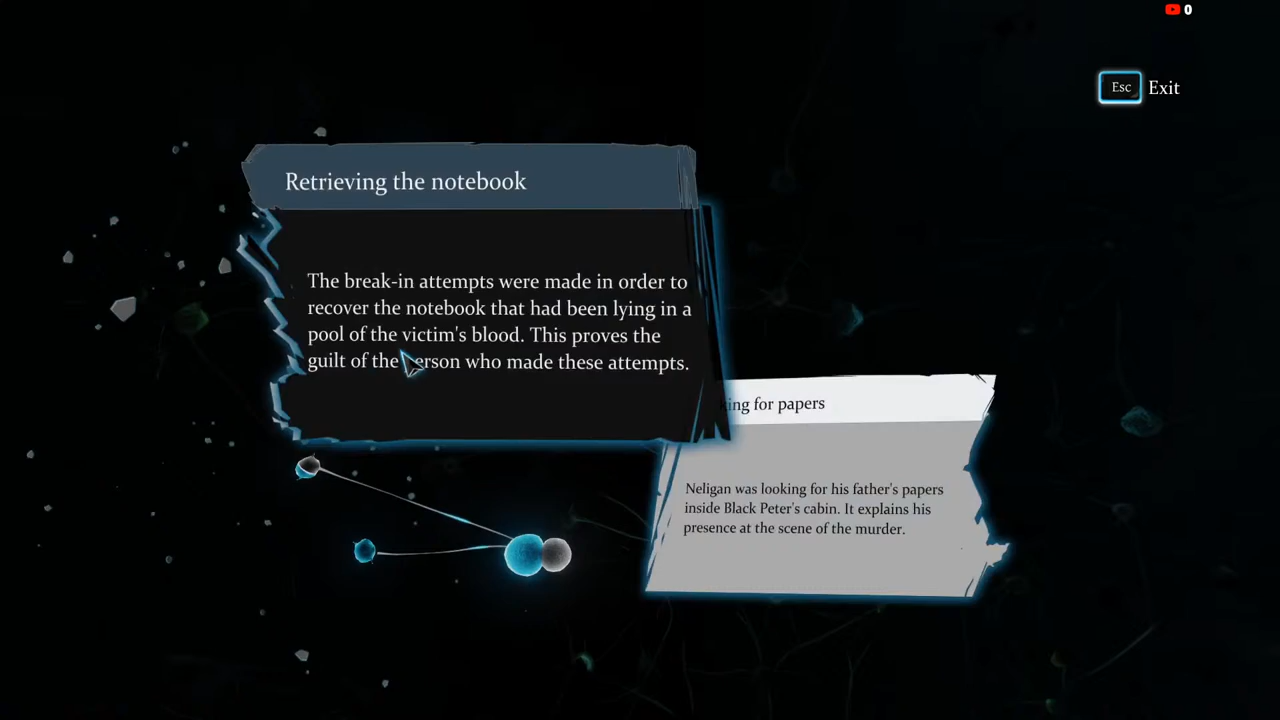 0
Esc Exit
Retrieving the notebook
The break-in attempts were made in order to
recover the notebook that had been lying in a
pool of the victim's blood. This proves the
guilt of the person who made these attempts.
for papers
Neligan was looking for his father's papers
inside Black Peter's cabin. It explains his
presence at the scene of the murder.